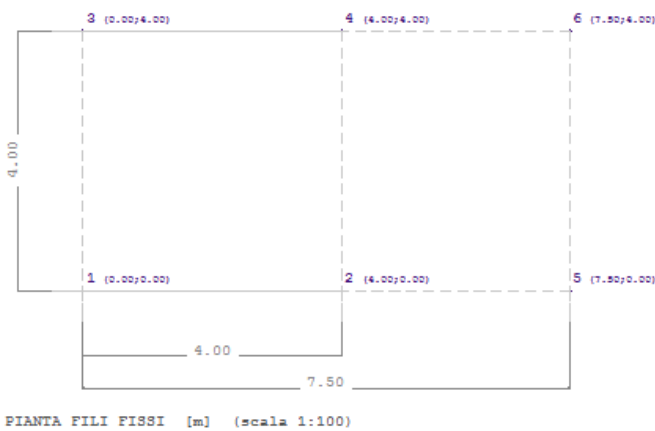 3 (0.00;4.00) 4 (4.00;4.00) 6 (7.50;4.00)
4.00
1 (0.00;0.00) 2 (4.00;0.00) 5 (7.50;0.00)
4.00
7.50
PIANTA FILI FISSI [m] (scala 1:100)